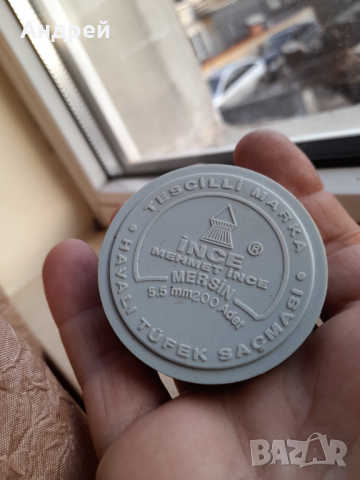 Андрей
TESCİLLİ MARKA
İNCE ®
MEHMET İNCE
MERSİN
5.5 mm 200 Adet
• HAVALI TÜFEK SAÇMASI •
BAZAR